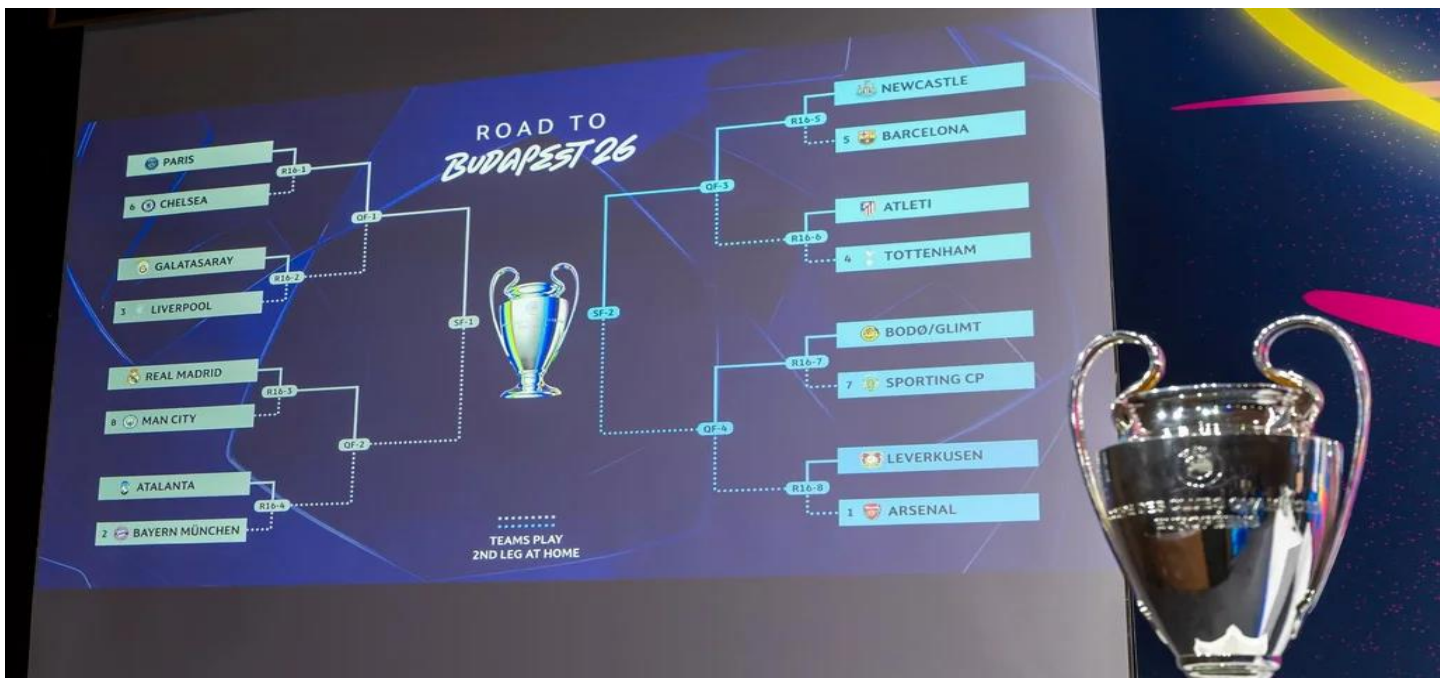 ROAD TO
BUDAPEST 26
PARIS
R16-1
6 CHELSEA
QF-1
GALATASARAY
R16-2
3 LIVERPOOL
SF-1
REAL MADRID
R16-3
8 MAN CITY
QF-2
ATALANTA
R16-4
2 BAYERN MÜNCHEN
NEWCASTLE
R16-5
5 BARCELONA
QF-3
ATLETI
R16-6
4 TOTTENHAM
SF-2
BODØ/GLIMT
R16-7
7 SPORTING CP
QF-4
LEVERKUSEN
R16-8
1 ARSENAL
TEAMS PLAY
2ND LEG AT HOME